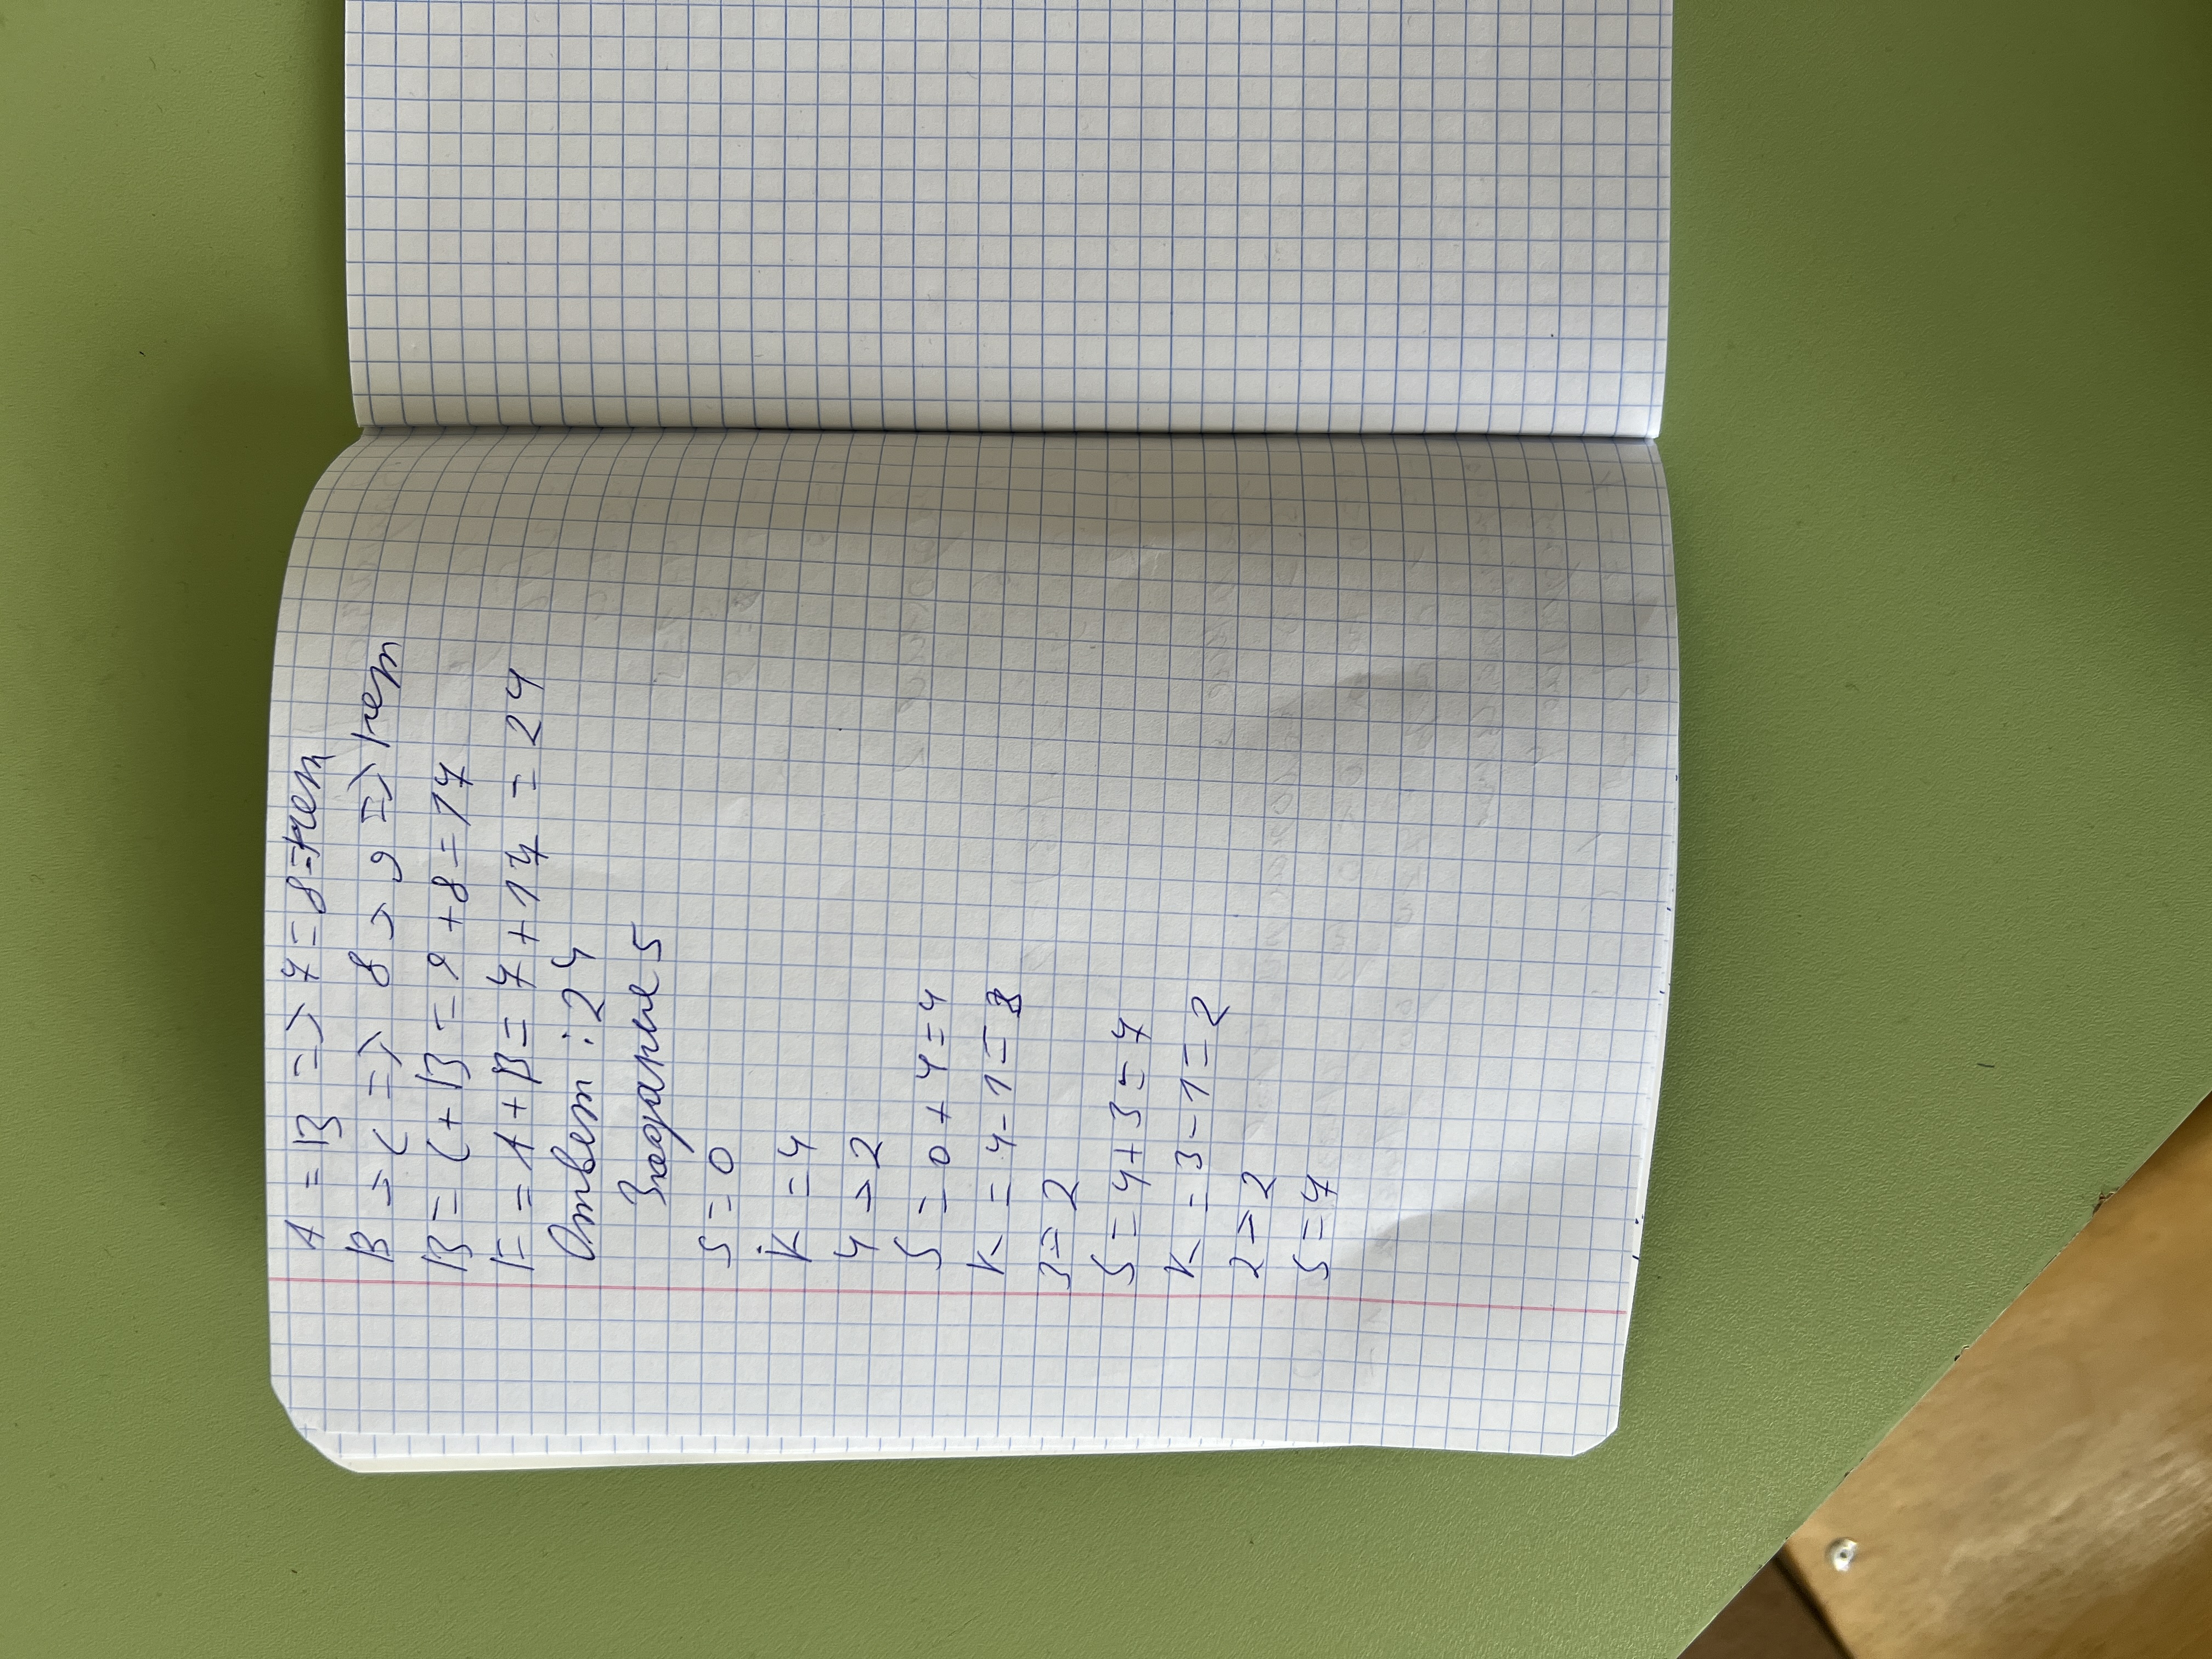 A = B => 7 = 8 = нет
B > C => 8 > 9 => нет
B = C + B = 9 + 8 = 17
F = A + B = 7 + 17 = 24
Ответ : 24
Задание 5
S = 0
K = 4
4 > 2
S = 0 + 4 = 4
K = 4 - 1 = 3
3 > 2
S = 4 + 3 = 7
K = 3 - 1 = 2
2 > 2
S = 7